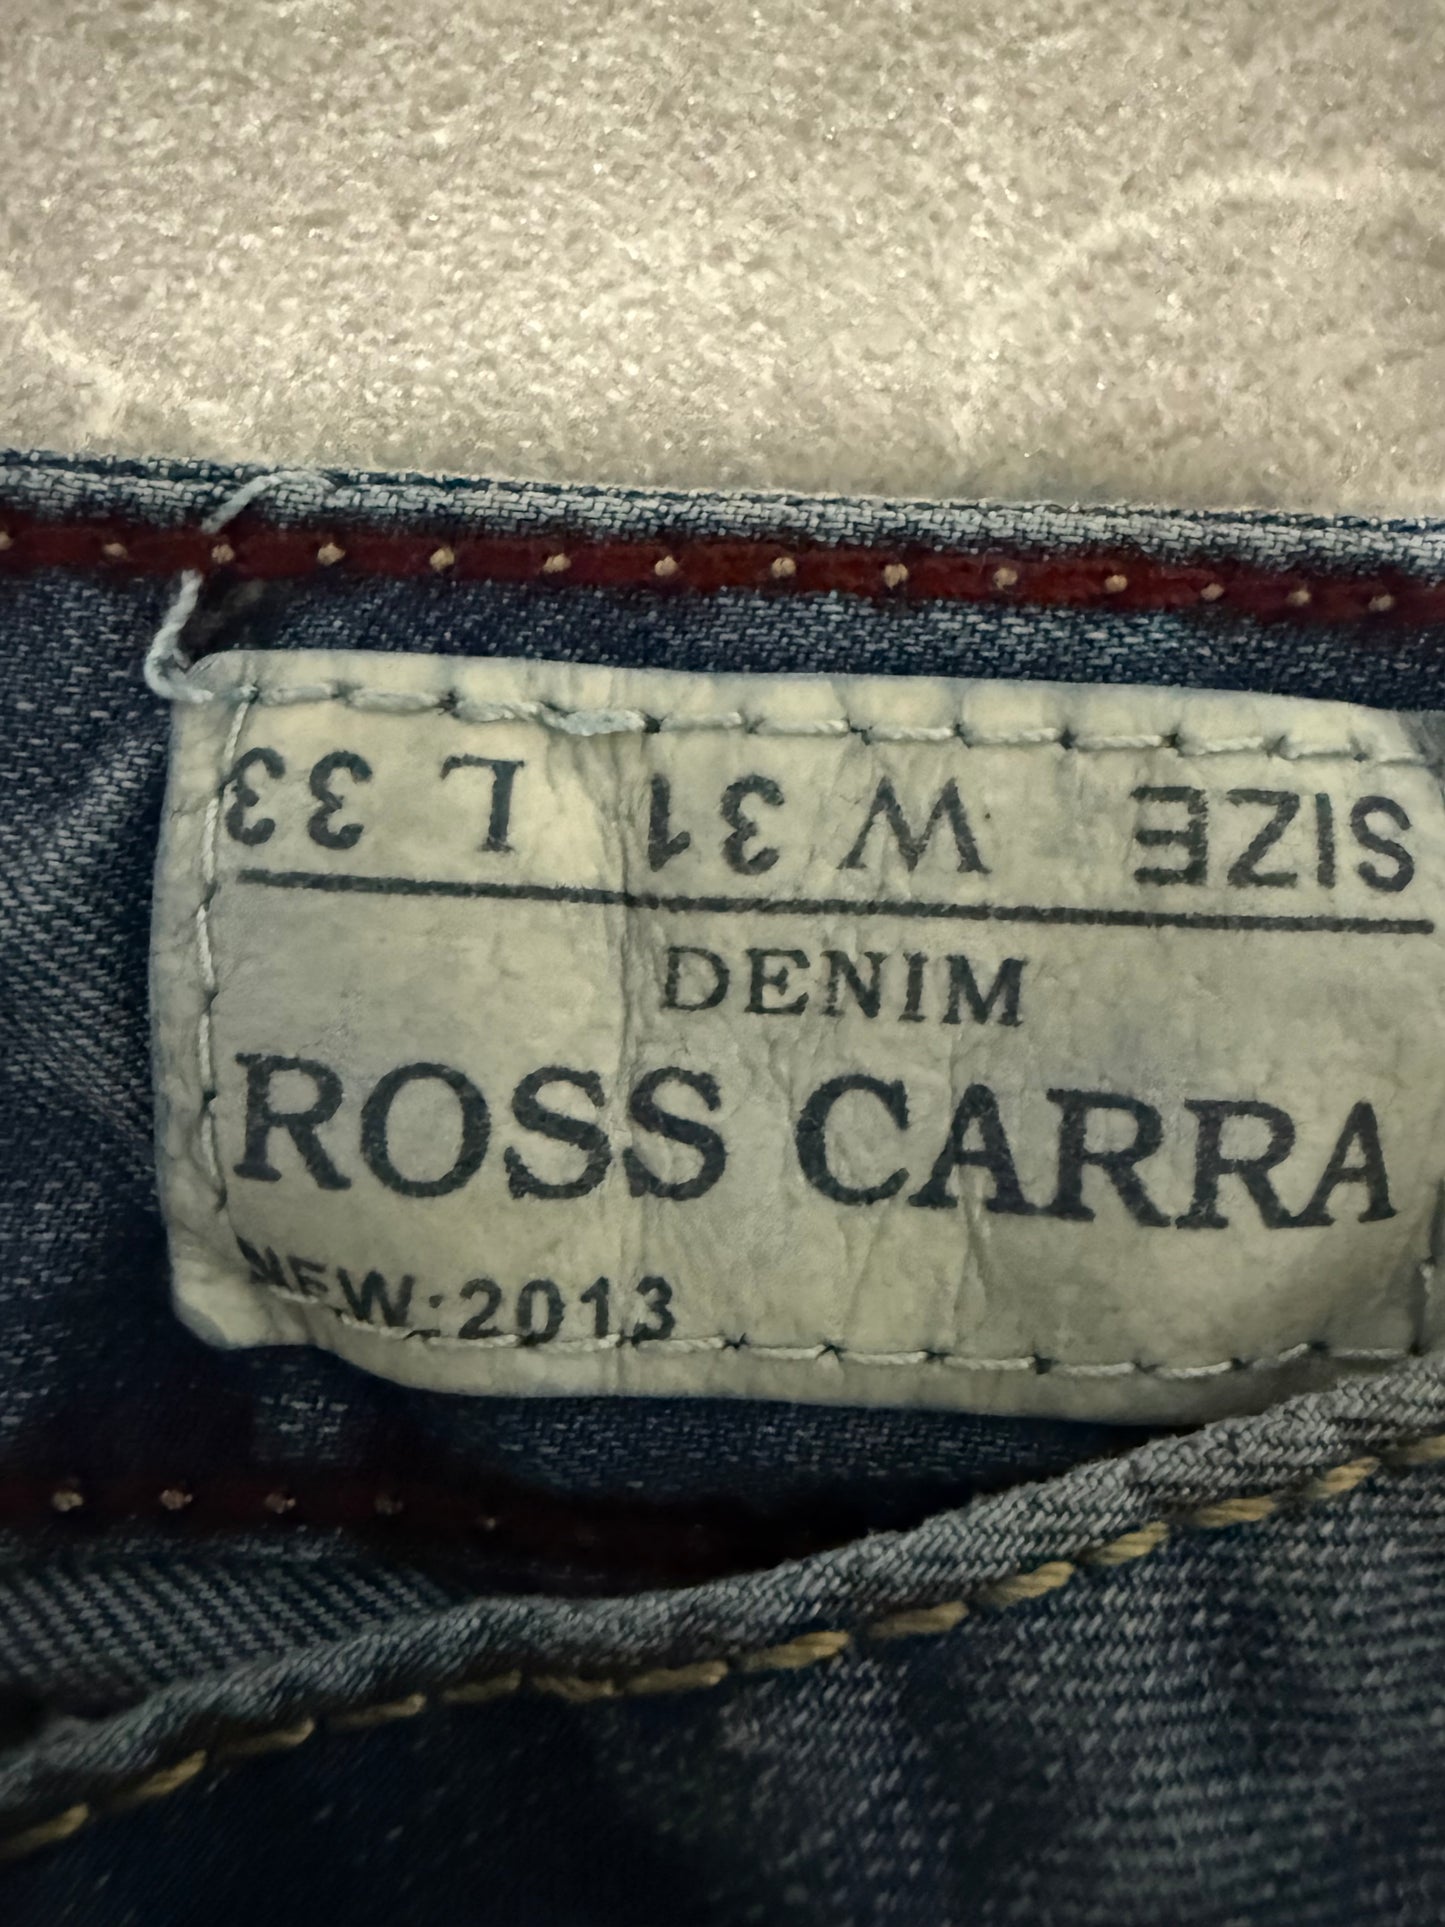 SIZE W 31 L 33
DENIM
ROSS CARRA
NEW:2013